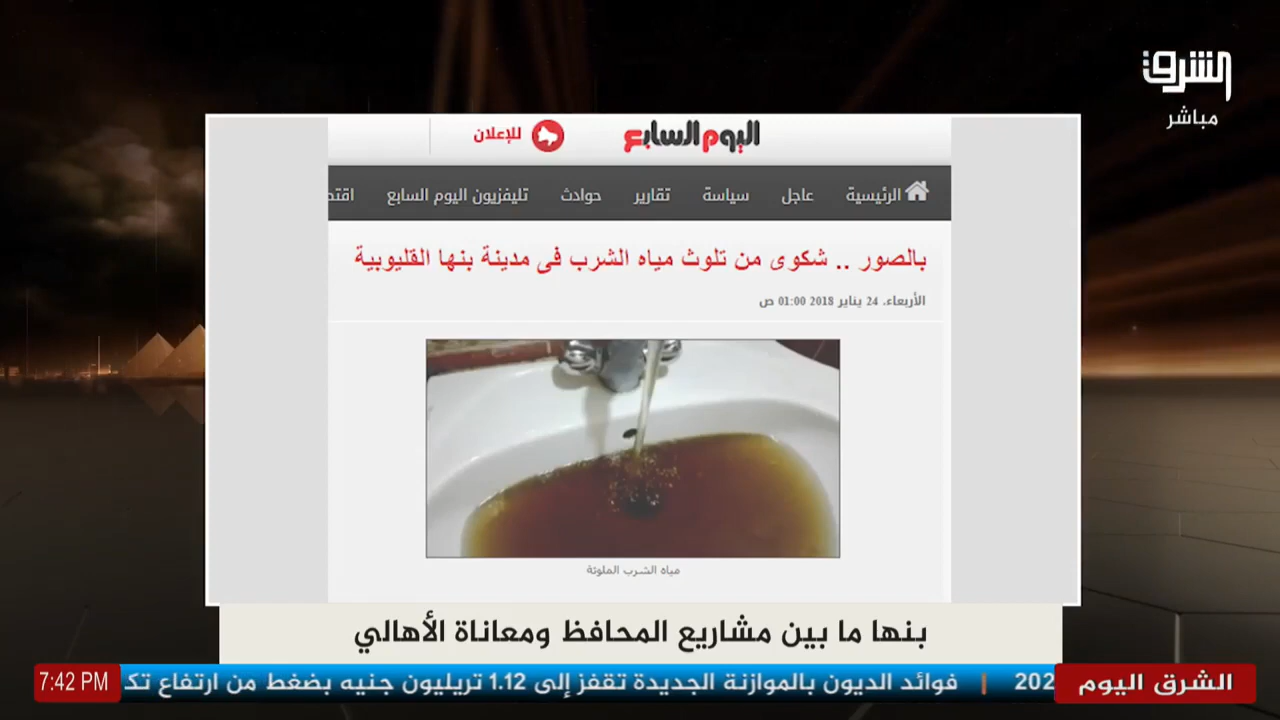 الشرق
مباشر
اليوم السابع
للإعلان
الرئيسية عاجل سياسة تقارير حوادث تليفزيون اليوم السابع
بالصور .. شكوى من تلوث مياه الشرب فى مدينة بنها القليوبية
الأربعاء، 24 يناير 2018 01:00 ص
مياه الشرب الملوثة
بنها ما بين مشاريع المحافظ ومعاناة الأهالي
الشرق اليوم
| فوائد الديون بالموازنة الجديدة تقفز إلى 1.12 تريليون جنيه بضغط من ارتفاع
7:42 PM